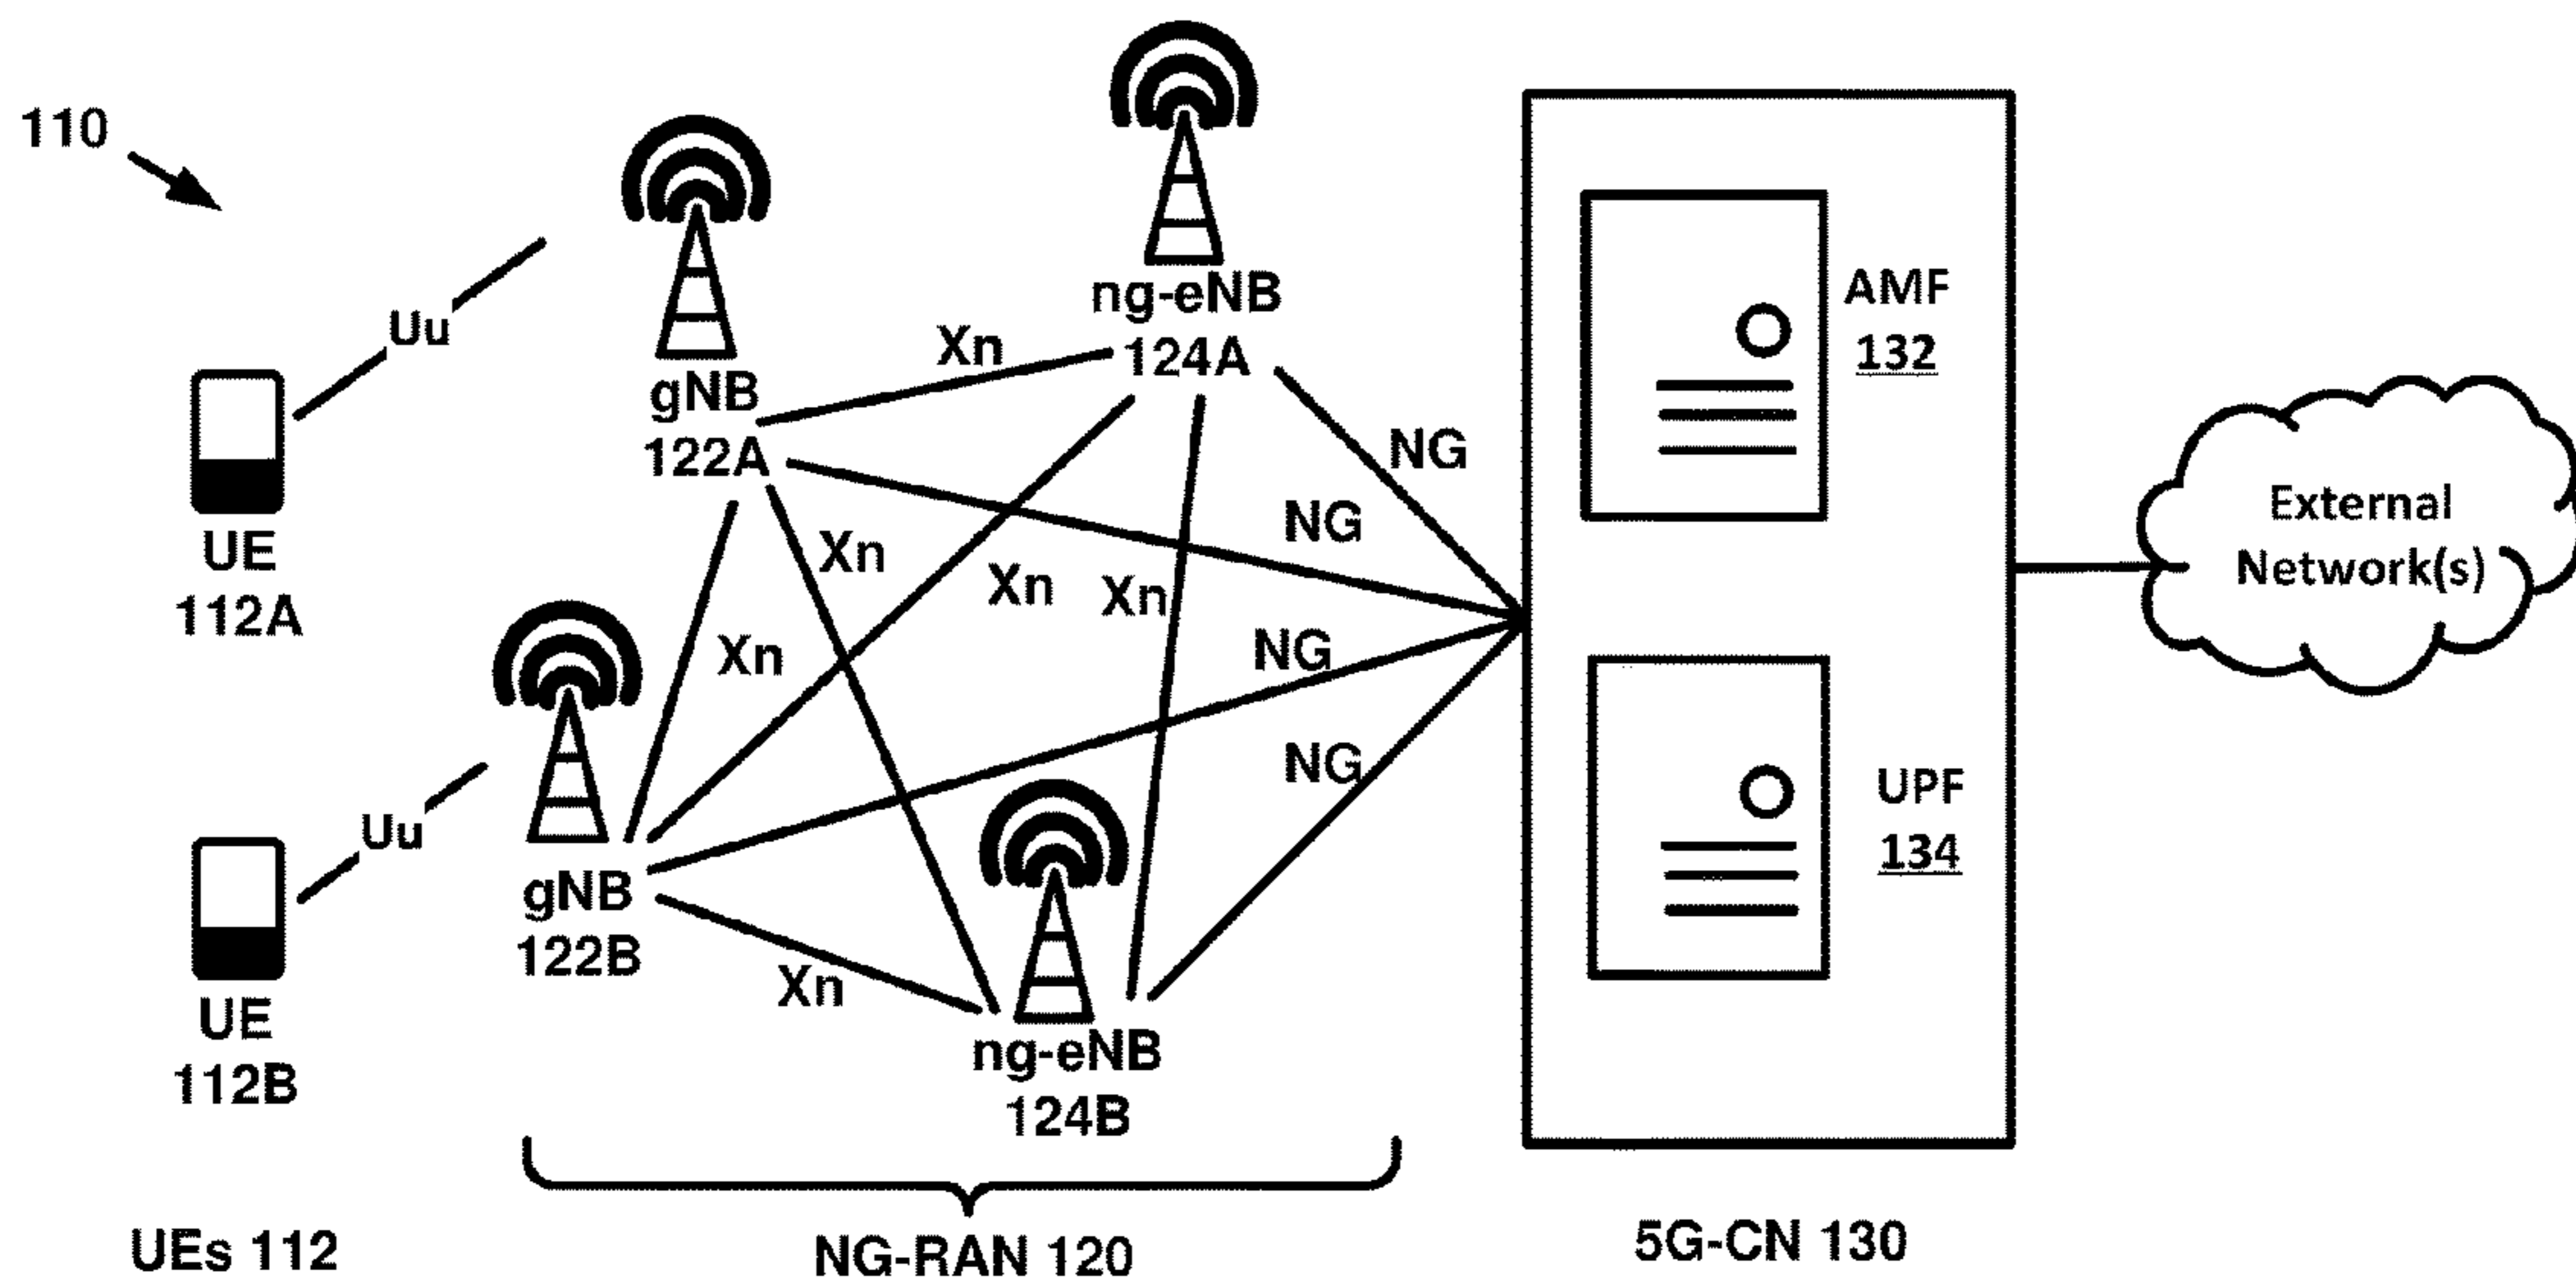 110
Uu
UE
112A
Uu
UE
112B
UEs 112
gNB
122A
gNB
122B
ng-eNB
124A
ng-eNB
124B
Xn
Xn
Xn
Xn
Xn
Xn
NG
NG
NG
NG
NG-RAN 120
AMF
132
UPF
134
5G-CN 130
External
Network(s)